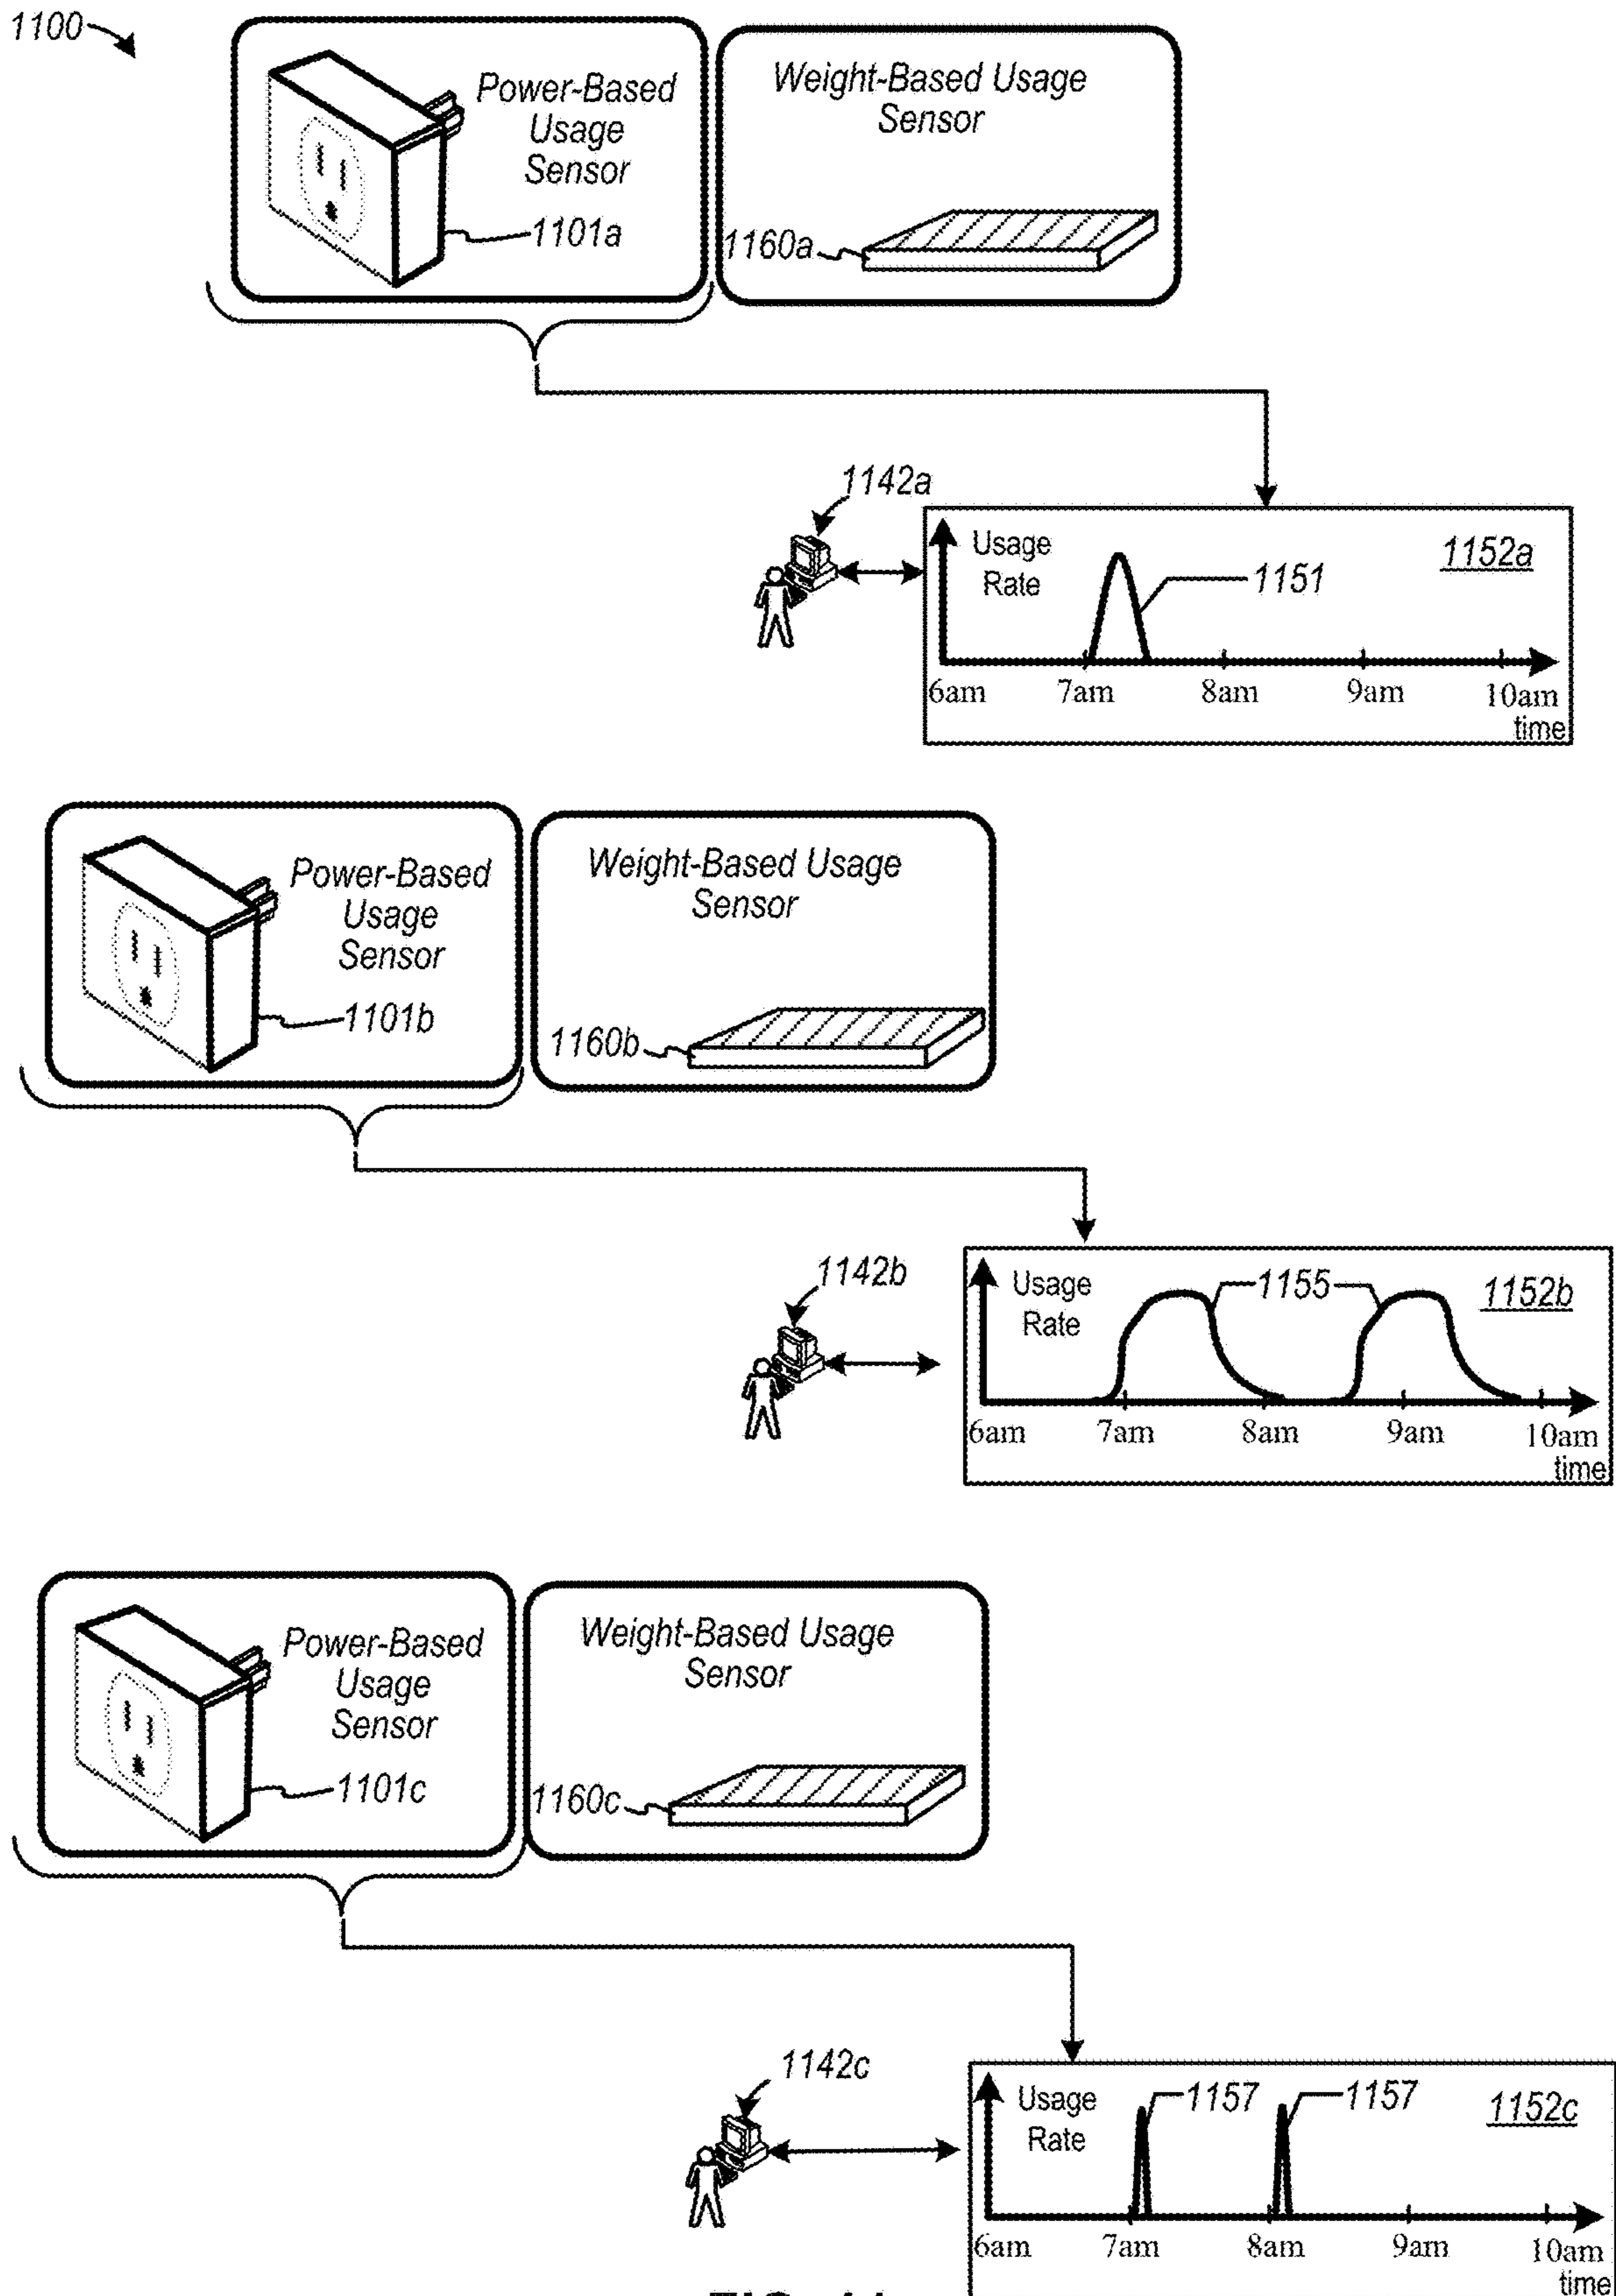 1100
Power-Based
Usage
Sensor
1101a
Weight-Based Usage
Sensor
1160a
1142a
Usage
Rate
1151
1152a
6am 7am 8am 9am 10am
time
Power-Based
Usage
Sensor
1101b
Weight-Based Usage
Sensor
1160b
1142b
Usage
Rate
1155
1152b
6am 7am 8am 9am 10am
time
Power-Based
Usage
Sensor
1101c
Weight-Based Usage
Sensor
1160c
1142c
Usage
Rate
1157
1157
1152c
6am 7am 8am 9am 10am
time